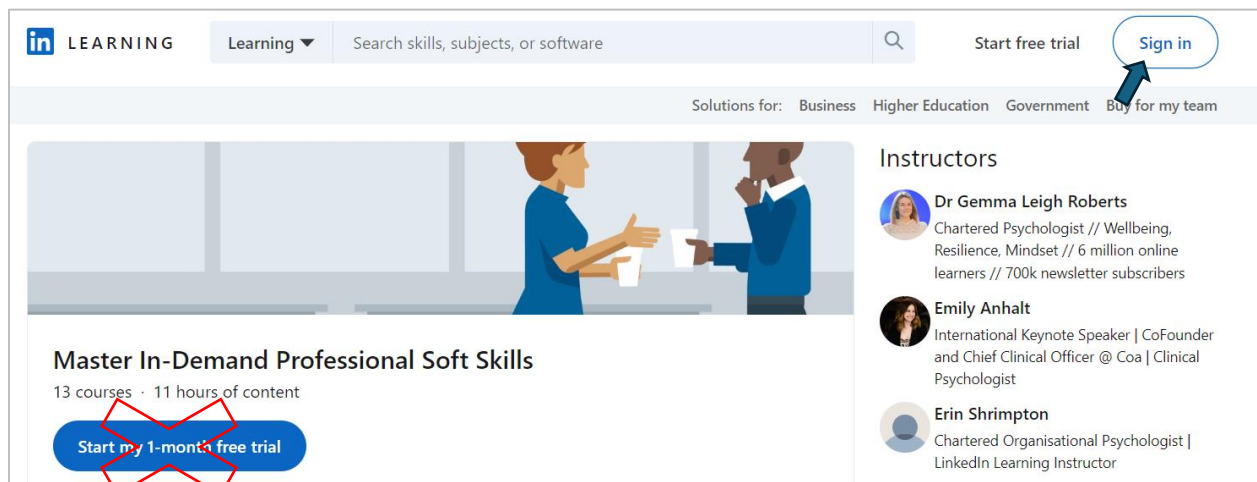 in LEARNING
Learning
Search skills, subjects, or software
Start free trial
Sign in
Solutions for: Business Higher Education Government Buy for my team
Master In-Demand Professional Soft Skills
13 courses · 11 hours of content
Start my 1-month free trial
Instructors
Dr Gemma Leigh Roberts
Chartered Psychologist // Wellbeing,
Resilience, Mindset // 6 million online
learners // 700k newsletter subscribers
Emily Anhalt
International Keynote Speaker | CoFounder
and Chief Clinical Officer @ Coa | Clinical
Psychologist
Erin Shrimpton
Chartered Organisational Psychologist |
LinkedIn Learning Instructor